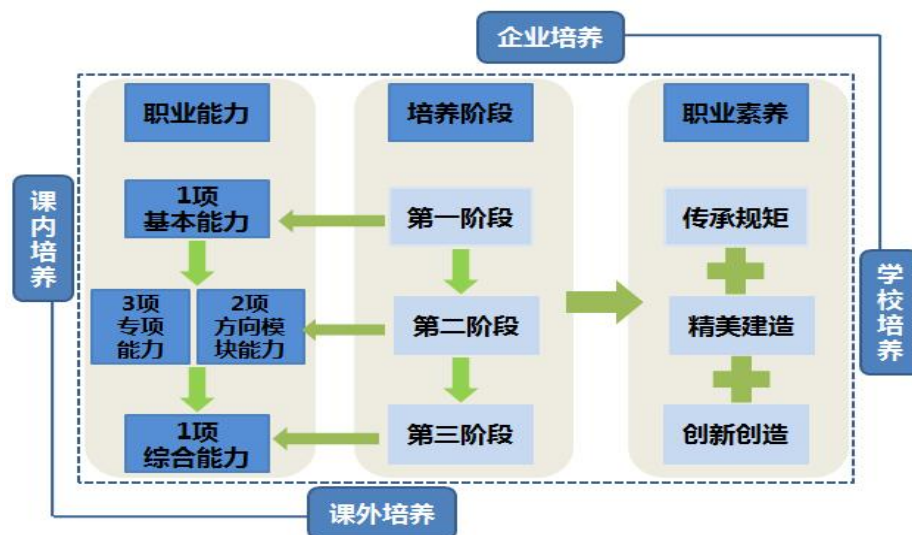 企业培养
职业能力
培养阶段
职业素养
课内培养
1项
基本能力
第一阶段
传承规矩
3项
专项
能力
2项
方向模
块能力
第二阶段
精美建造
学校培养
1项
综合能力
第三阶段
创新创造
课外培养